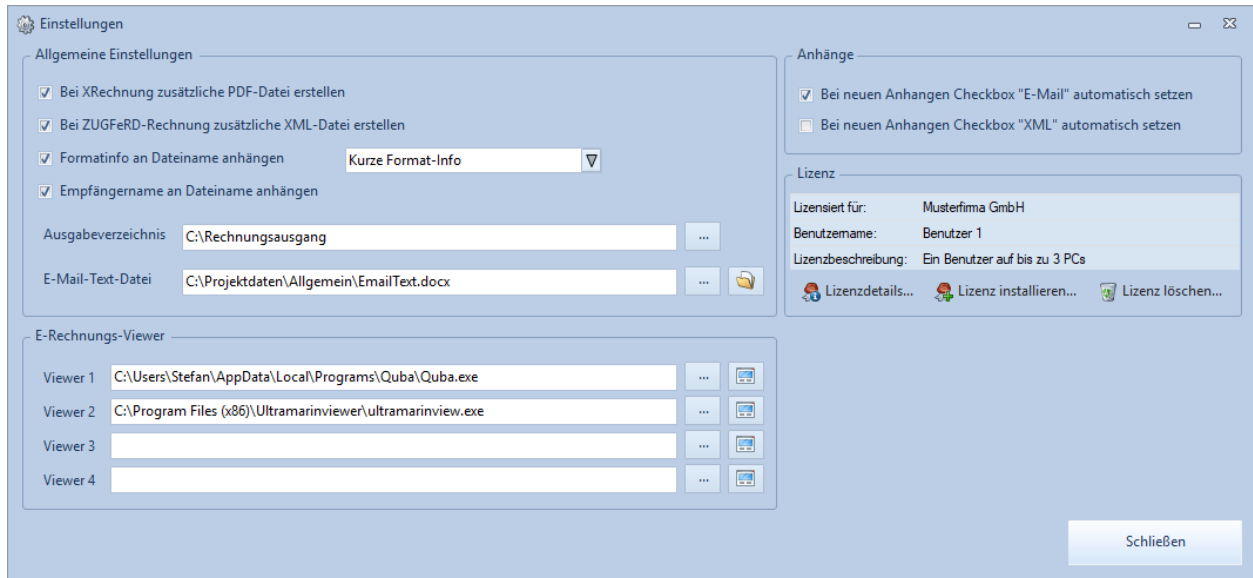 Einstellungen
Allgemeine Einstellungen
Bei XRechnung zusätzliche PDF-Datei erstellen
Bei ZUGFeRD-Rechnung zusätzliche XML-Datei erstellen
Formatinfo an Dateiname anhängen
Kurze Format-Info
Empfängername an Dateiname anhängen
Ausgabeverzeichnis
C:\Rechnungsausgang
...
E-Mail-Text-Datei
C:\Projektdaten\Allgemein\EmailText.docx
...
E-Rechnungs-Viewer
Viewer 1
C:\Users\Stefan\AppData\Local\Programs\Quba\Quba.exe
...
Viewer 2
C:\Program Files (x86)\Ultramarinviewer\ultramarinview.exe
...
Viewer 3
...
Viewer 4
...
Anhänge
Bei neuen Anhangen Checkbox "E-Mail" automatisch setzen
Bei neuen Anhangen Checkbox "XML" automatisch setzen
Lizenz
Lizensiert für: Musterfirma GmbH
Benutzername: Benutzer 1
Lizenzbeschreibung: Ein Benutzer auf bis zu 3 PCs
Lizenzdetails... Lizenz installieren... Lizenz löschen...
Schließen